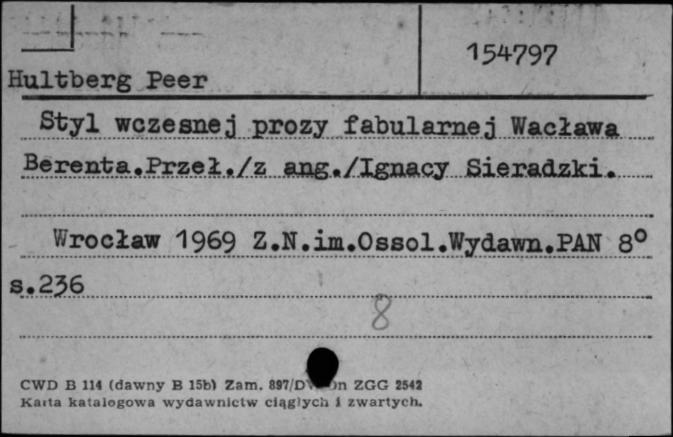 154797
Hultberg Peer
Styl wczesnej prozy fabularnej Wacława
Berenta.Przeł./z ang./Ignacy Sieradzki.
Wrocław 1969 Z.N.im.Ossol.Wydawn.PAN 8°
s.236
8
CWD B 114 (dawny B 15b) Zam. 897/ ZGG 2542
Karta katalogowa wydawnictw ciągłych i zwartych.